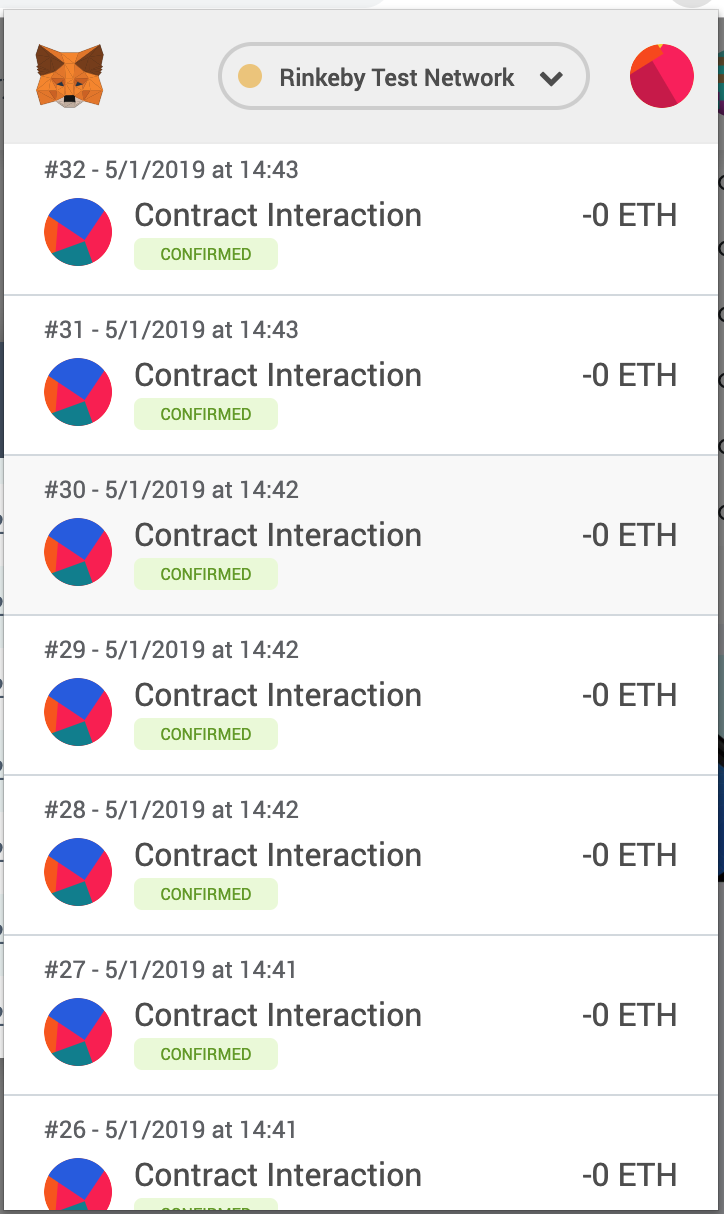 Rinkeby Test Network
#32 - 5/1/2019 at 14:43
Contract Interaction -0 ETH
CONFIRMED
#31 - 5/1/2019 at 14:43
Contract Interaction -0 ETH
CONFIRMED
#30 - 5/1/2019 at 14:42
Contract Interaction -0 ETH
CONFIRMED
#29 - 5/1/2019 at 14:42
Contract Interaction -0 ETH
CONFIRMED
#28 - 5/1/2019 at 14:42
Contract Interaction -0 ETH
CONFIRMED
#27 - 5/1/2019 at 14:41
Contract Interaction -0 ETH
CONFIRMED
#26 - 5/1/2019 at 14:41
Contract Interaction -0 ETH